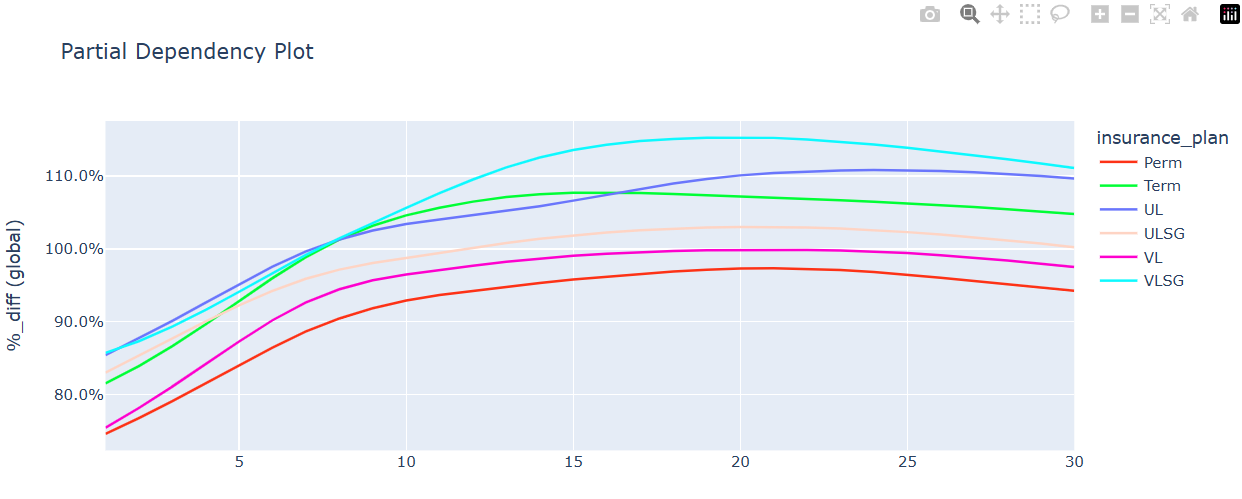 Partial Dependency Plot
insurance_plan
Perm
Term
UL
ULSG
VL
VLSG
%_diff (global)
110.0%
100.0%
90.0%
80.0%
5
10
15
20
25
30